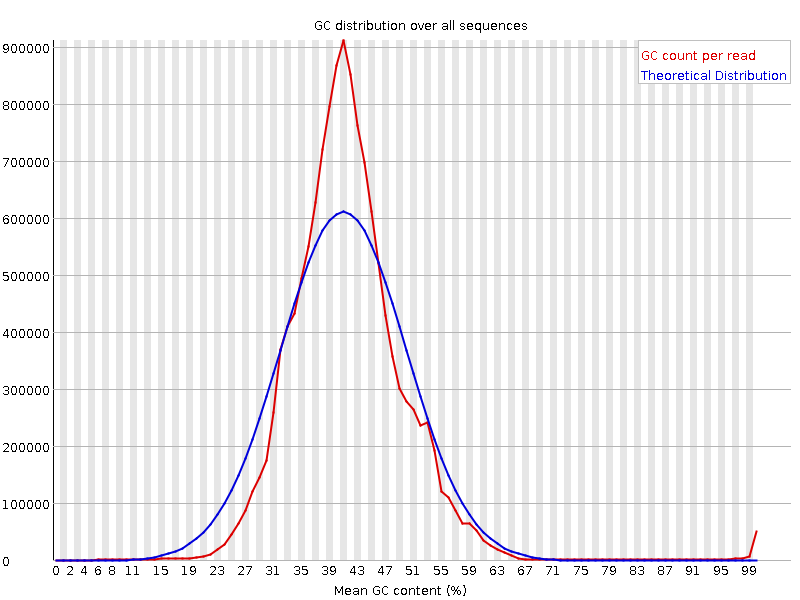 GC distribution over all sequences
GC count per read
Theoretical Distribution
900000
800000
700000
600000
500000
400000
300000
200000
100000
0
0 2 4 6 8 11 15 19 23 27 31 35 39 43 47 51 55 59 63 67 71 75 79 83 87 91 95 99
Mean GC content (%)